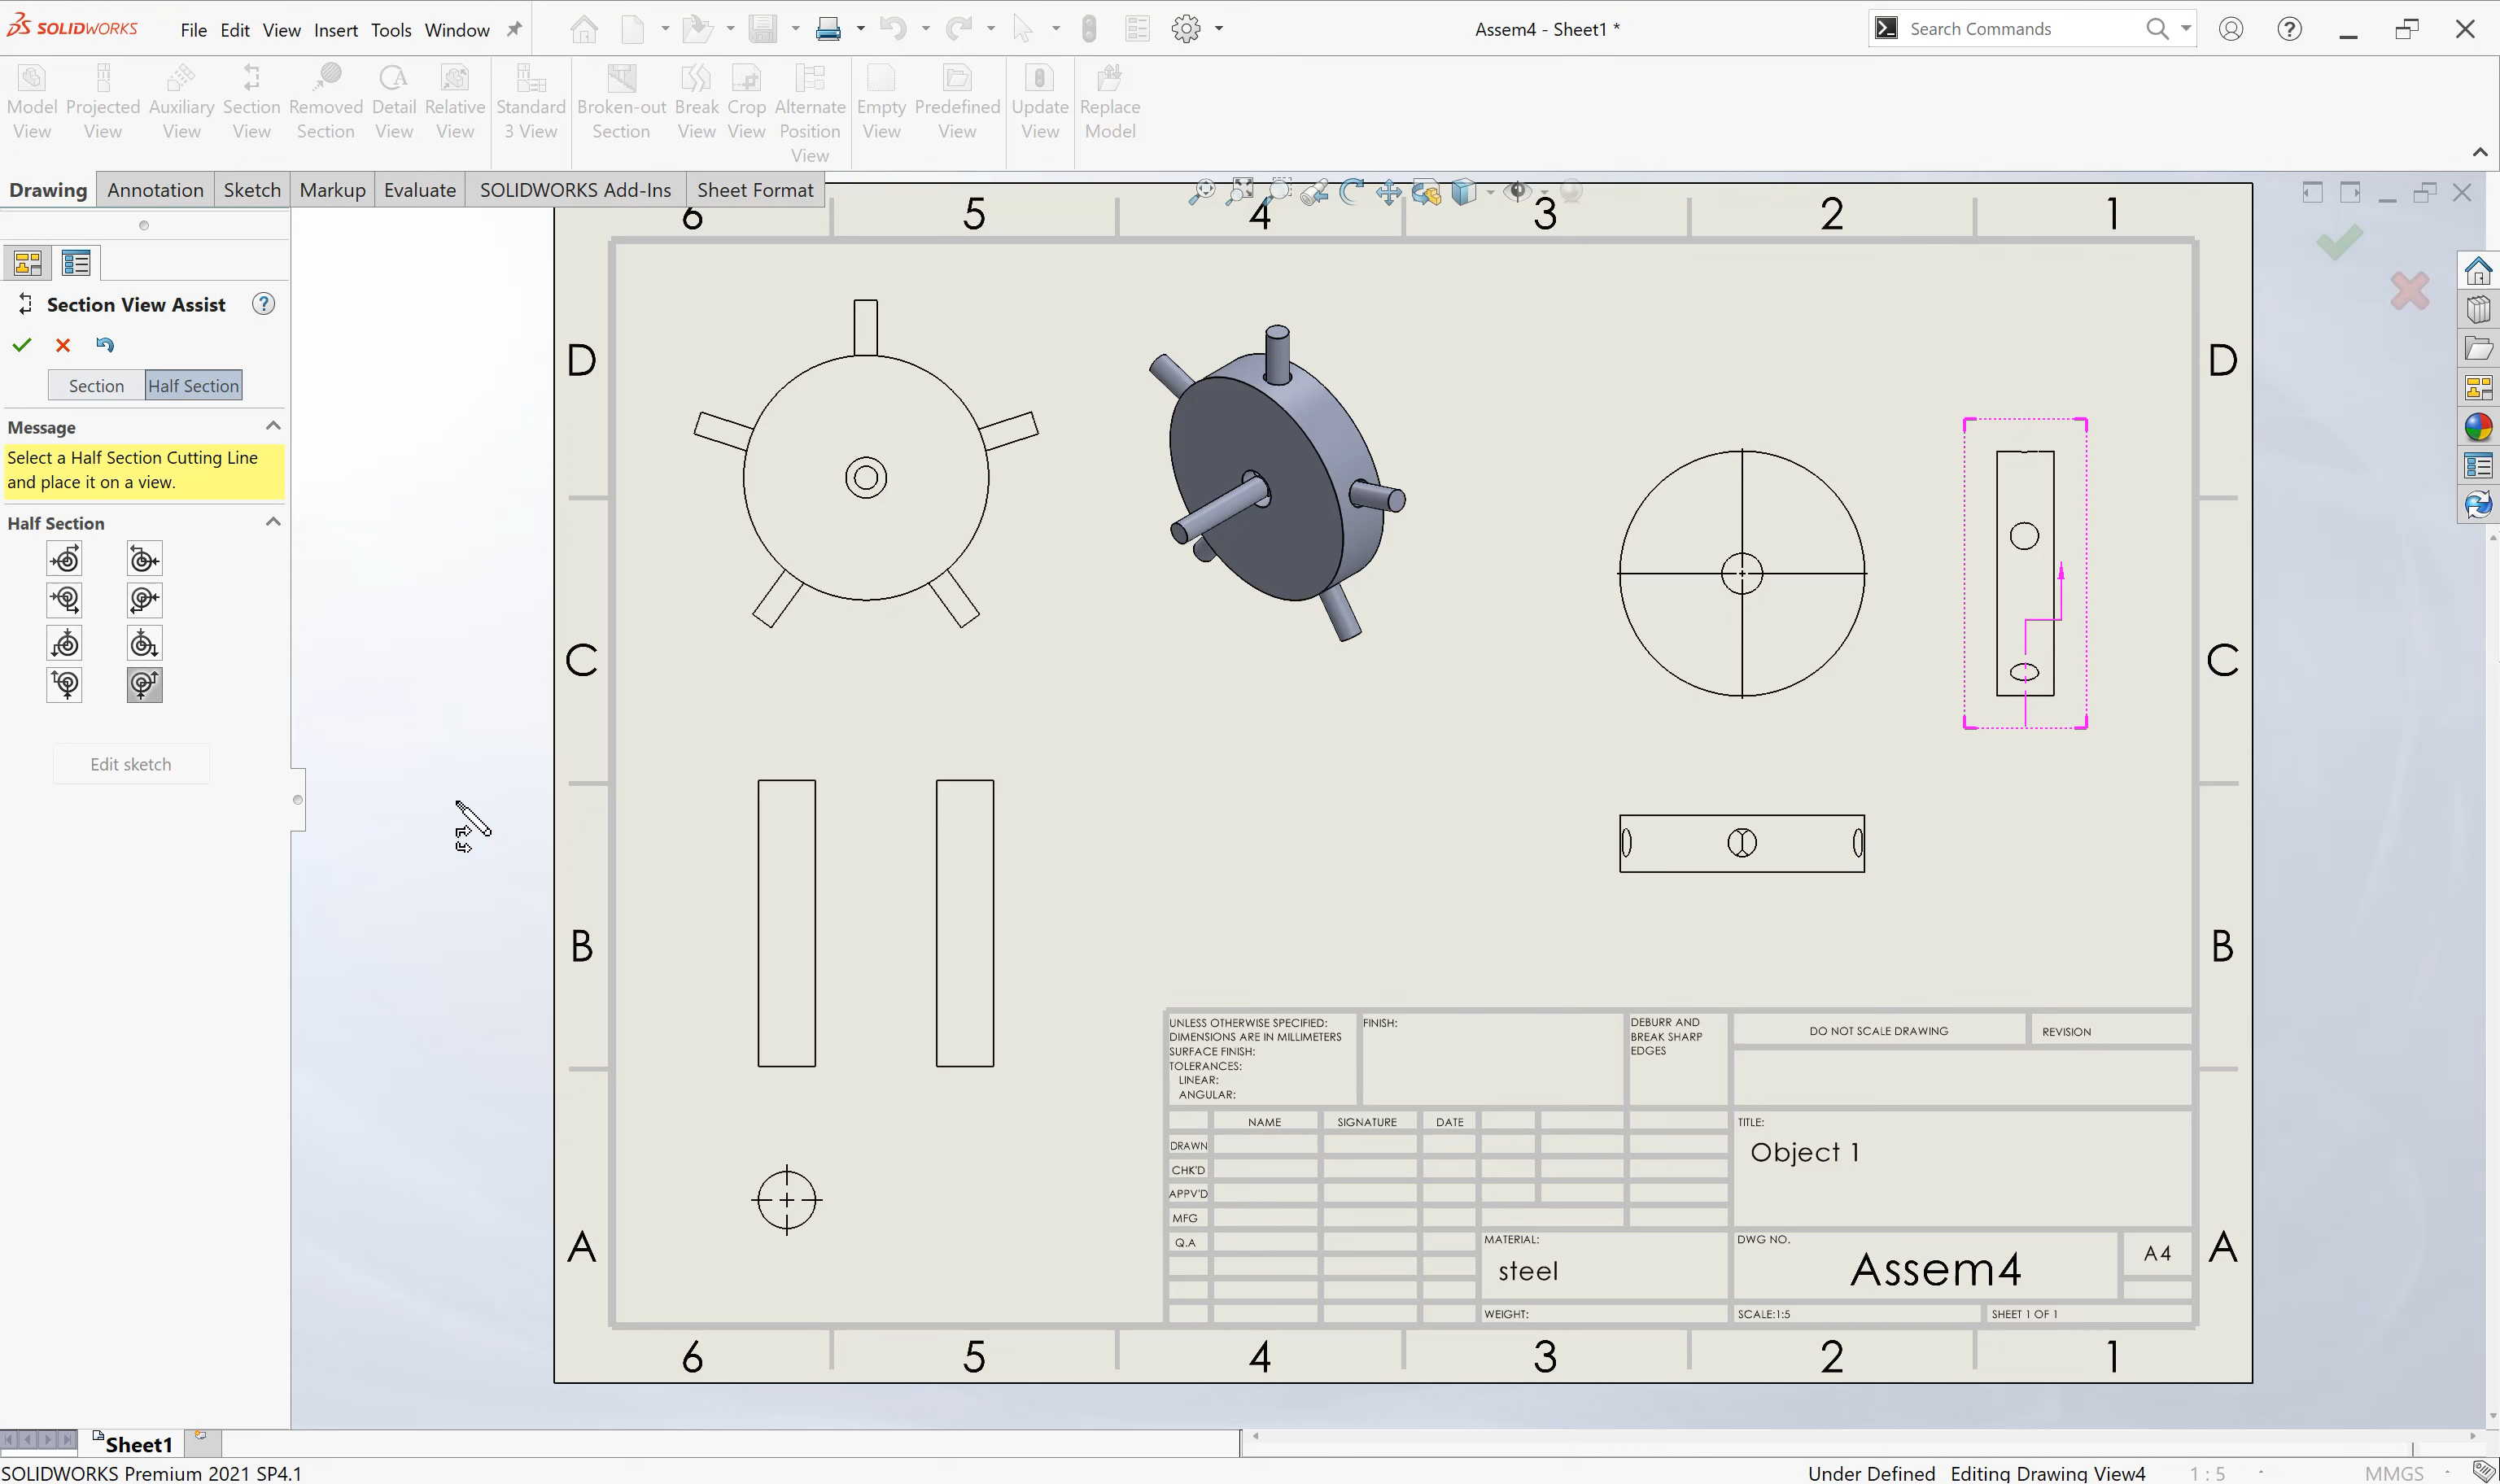 SOLIDWORKS File Edit View Insert Tools Window Assem4 - Sheet1 * Search Commands
Model View Projected View Auxiliary View Section View Removed Section Detail View Relative View Standard 3 View Broken-out Section Break View Crop View Alternate Position View Empty View Predefined View Update View Replace Model
Drawing Annotation Sketch Markup Evaluate SOLIDWORKS Add-Ins Sheet Format
Section View Assist
Section Half Section
Message
Select a Half Section Cutting Line
and place it on a view.
Half Section
Edit sketch
6 5 4 3 2 1
D D
C C
B B
A A
6 5 4 3 2 1
UNLESS OTHERWISE SPECIFIED:
DIMENSIONS ARE IN MILLIMETERS
SURFACE FINISH:
TOLERANCES:
LINEAR:
ANGULAR:
FINISH:
DEBURR AND
BREAK SHARP
EDGES
DO NOT SCALE DRAWING
REVISION
NAME SIGNATURE DATE
DRAWN
CHK'D
APPV'D
MFG
Q.A
TITLE:
Object 1
MATERIAL:
steel
DWG NO.
Assem4
A4
WEIGHT:
SCALE:1:5
SHEET 1 OF 1
Sheet1
SOLIDWORKS Premium 2021 SP4.1 Under Defined Editing Drawing View4 1 : 5 MMGS